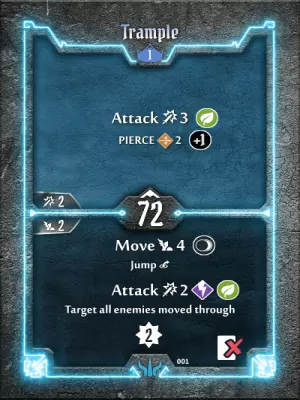 Trample
1
Attack 3
PIERCE 2 +1
2
72
2
Move 4
Jump
Attack 2
Target all enemies moved through
2
001